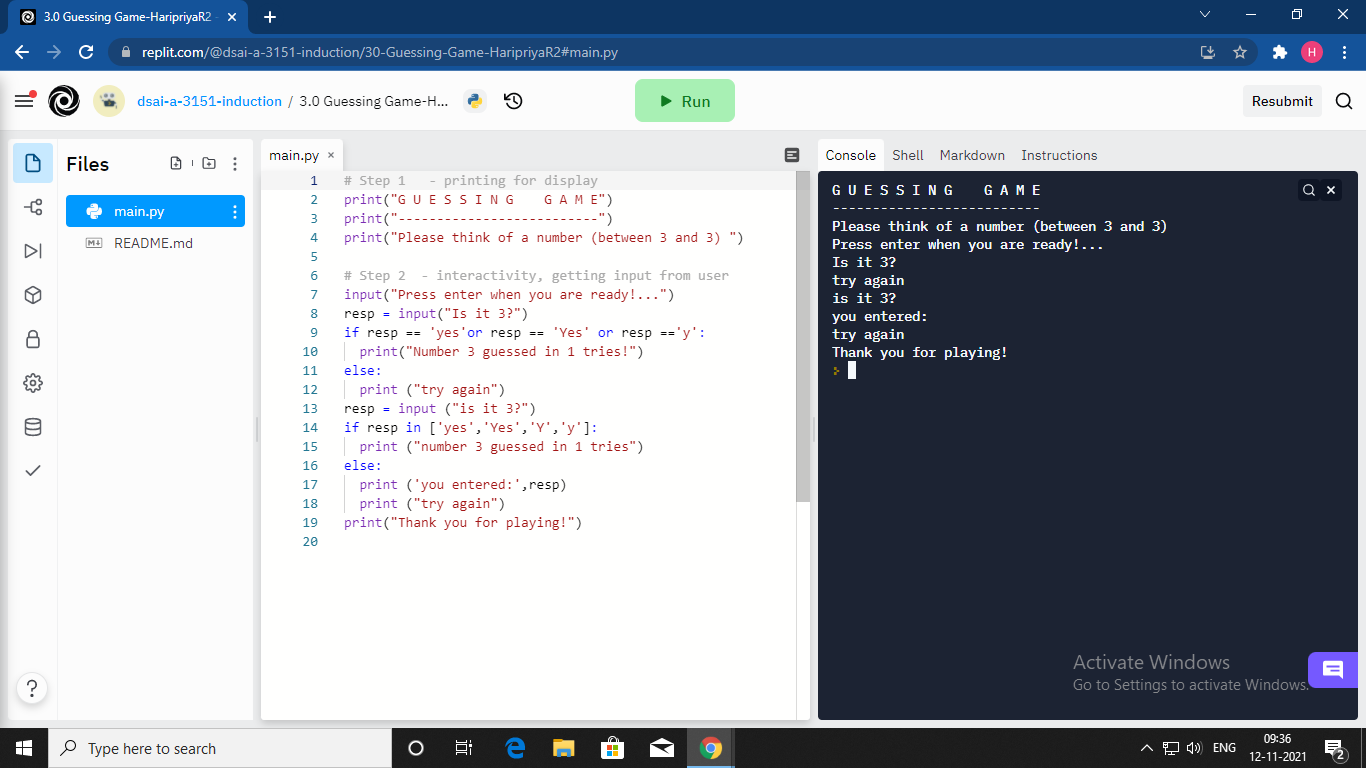 3.0 Guessing Game-HaripriyaR2 -
replit.com/@dsai-a-3151-induction/30-Guessing-Game-HaripriyaR2#main.py
H
dsai-a-3151-induction / 3.0 Guessing Game-H...
Run
Resubmit
Files
main.py
README.md
main.py ×
1 # Step 1   - printing for display
2 print("G U E S S I N G    G A M E")
3 print("--------------------------")
4 print("Please think of a number (between 3 and 3) ")
5
6 # Step 2  - interactivity, getting input from user
7 input("Press enter when you are ready!...")
8 resp = input("Is it 3?")
9 if resp == 'yes'or resp == 'Yes' or resp =='y':
10   print("Number 3 guessed in 1 tries!")
11 else:
12   print ("try again")
13 resp = input ("is it 3?")
14 if resp in ['yes','Yes','Y','y']:
15   print ("number 3 guessed in 1 tries")
16 else:
17   print ('you entered:',resp)
18   print ("try again")
19 print("Thank you for playing!")
20
Console Shell Markdown Instructions
G U E S S I N G    G A M E
--------------------------
Please think of a number (between 3 and 3)
Press enter when you are ready!...
Is it 3?
try again
is it 3?
you entered:
try again
Thank you for playing!
Activate Windows
Go to Settings to activate Windows.
?
Type here to search
ENG
09:36
12-11-2021
2